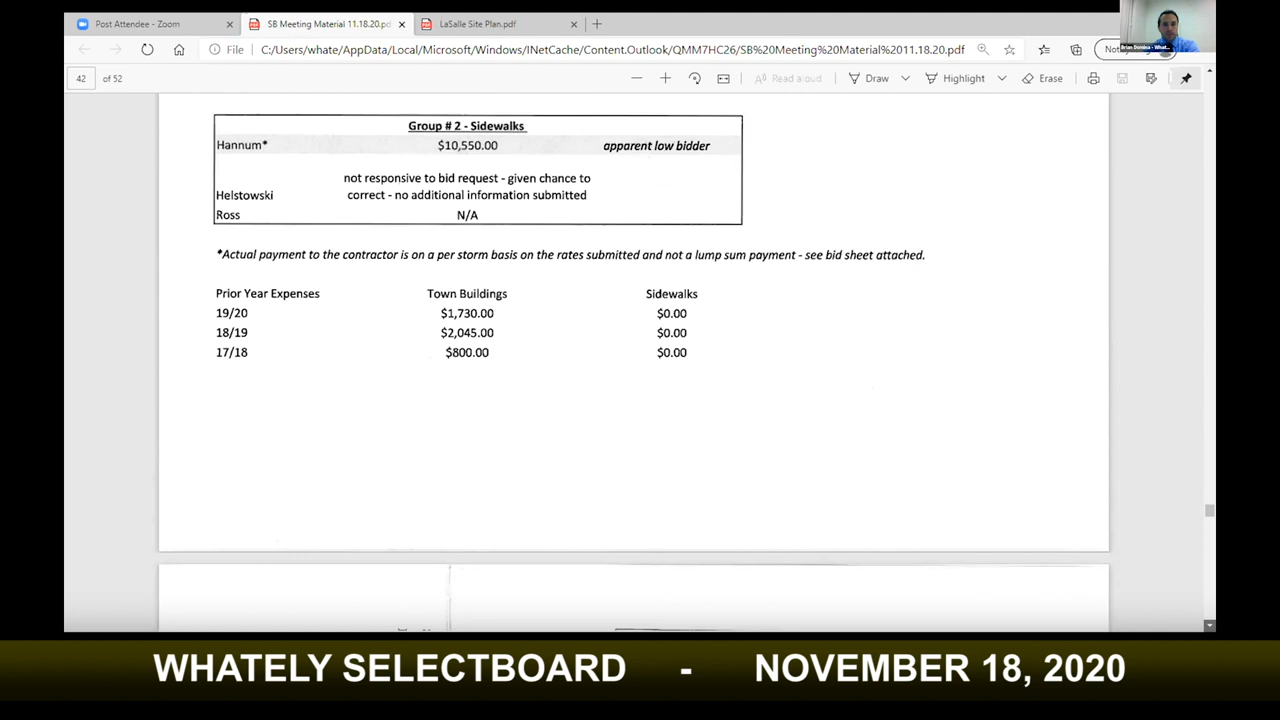 Post Attendee - Zoom
SB Meeting Material 11.18.20.pd
LaSalle Site Plan.pdf
File C:/Users/whate/AppData/Local/Microsoft/Windows/INetCache/Content.Outlook/QMM7HC26/SB%20Meeting%20Material%2011.18.20.pdf
42 of 52
Read aloud
Draw
Highlight
Erase
Group # 2 - Sidewalks
Hannum* $10,550.00 apparent low bidder
not responsive to bid request - given chance to
Helstowski correct - no additional information submitted
Ross N/A
*Actual payment to the contractor is on a per storm basis on the rates submitted and not a lump sum payment - see bid sheet attached.
Prior Year Expenses Town Buildings Sidewalks
19/20 $1,730.00 $0.00
18/19 $2,045.00 $0.00
17/18 $800.00 $0.00
WHATELY SELECTBOARD - NOVEMBER 18, 2020